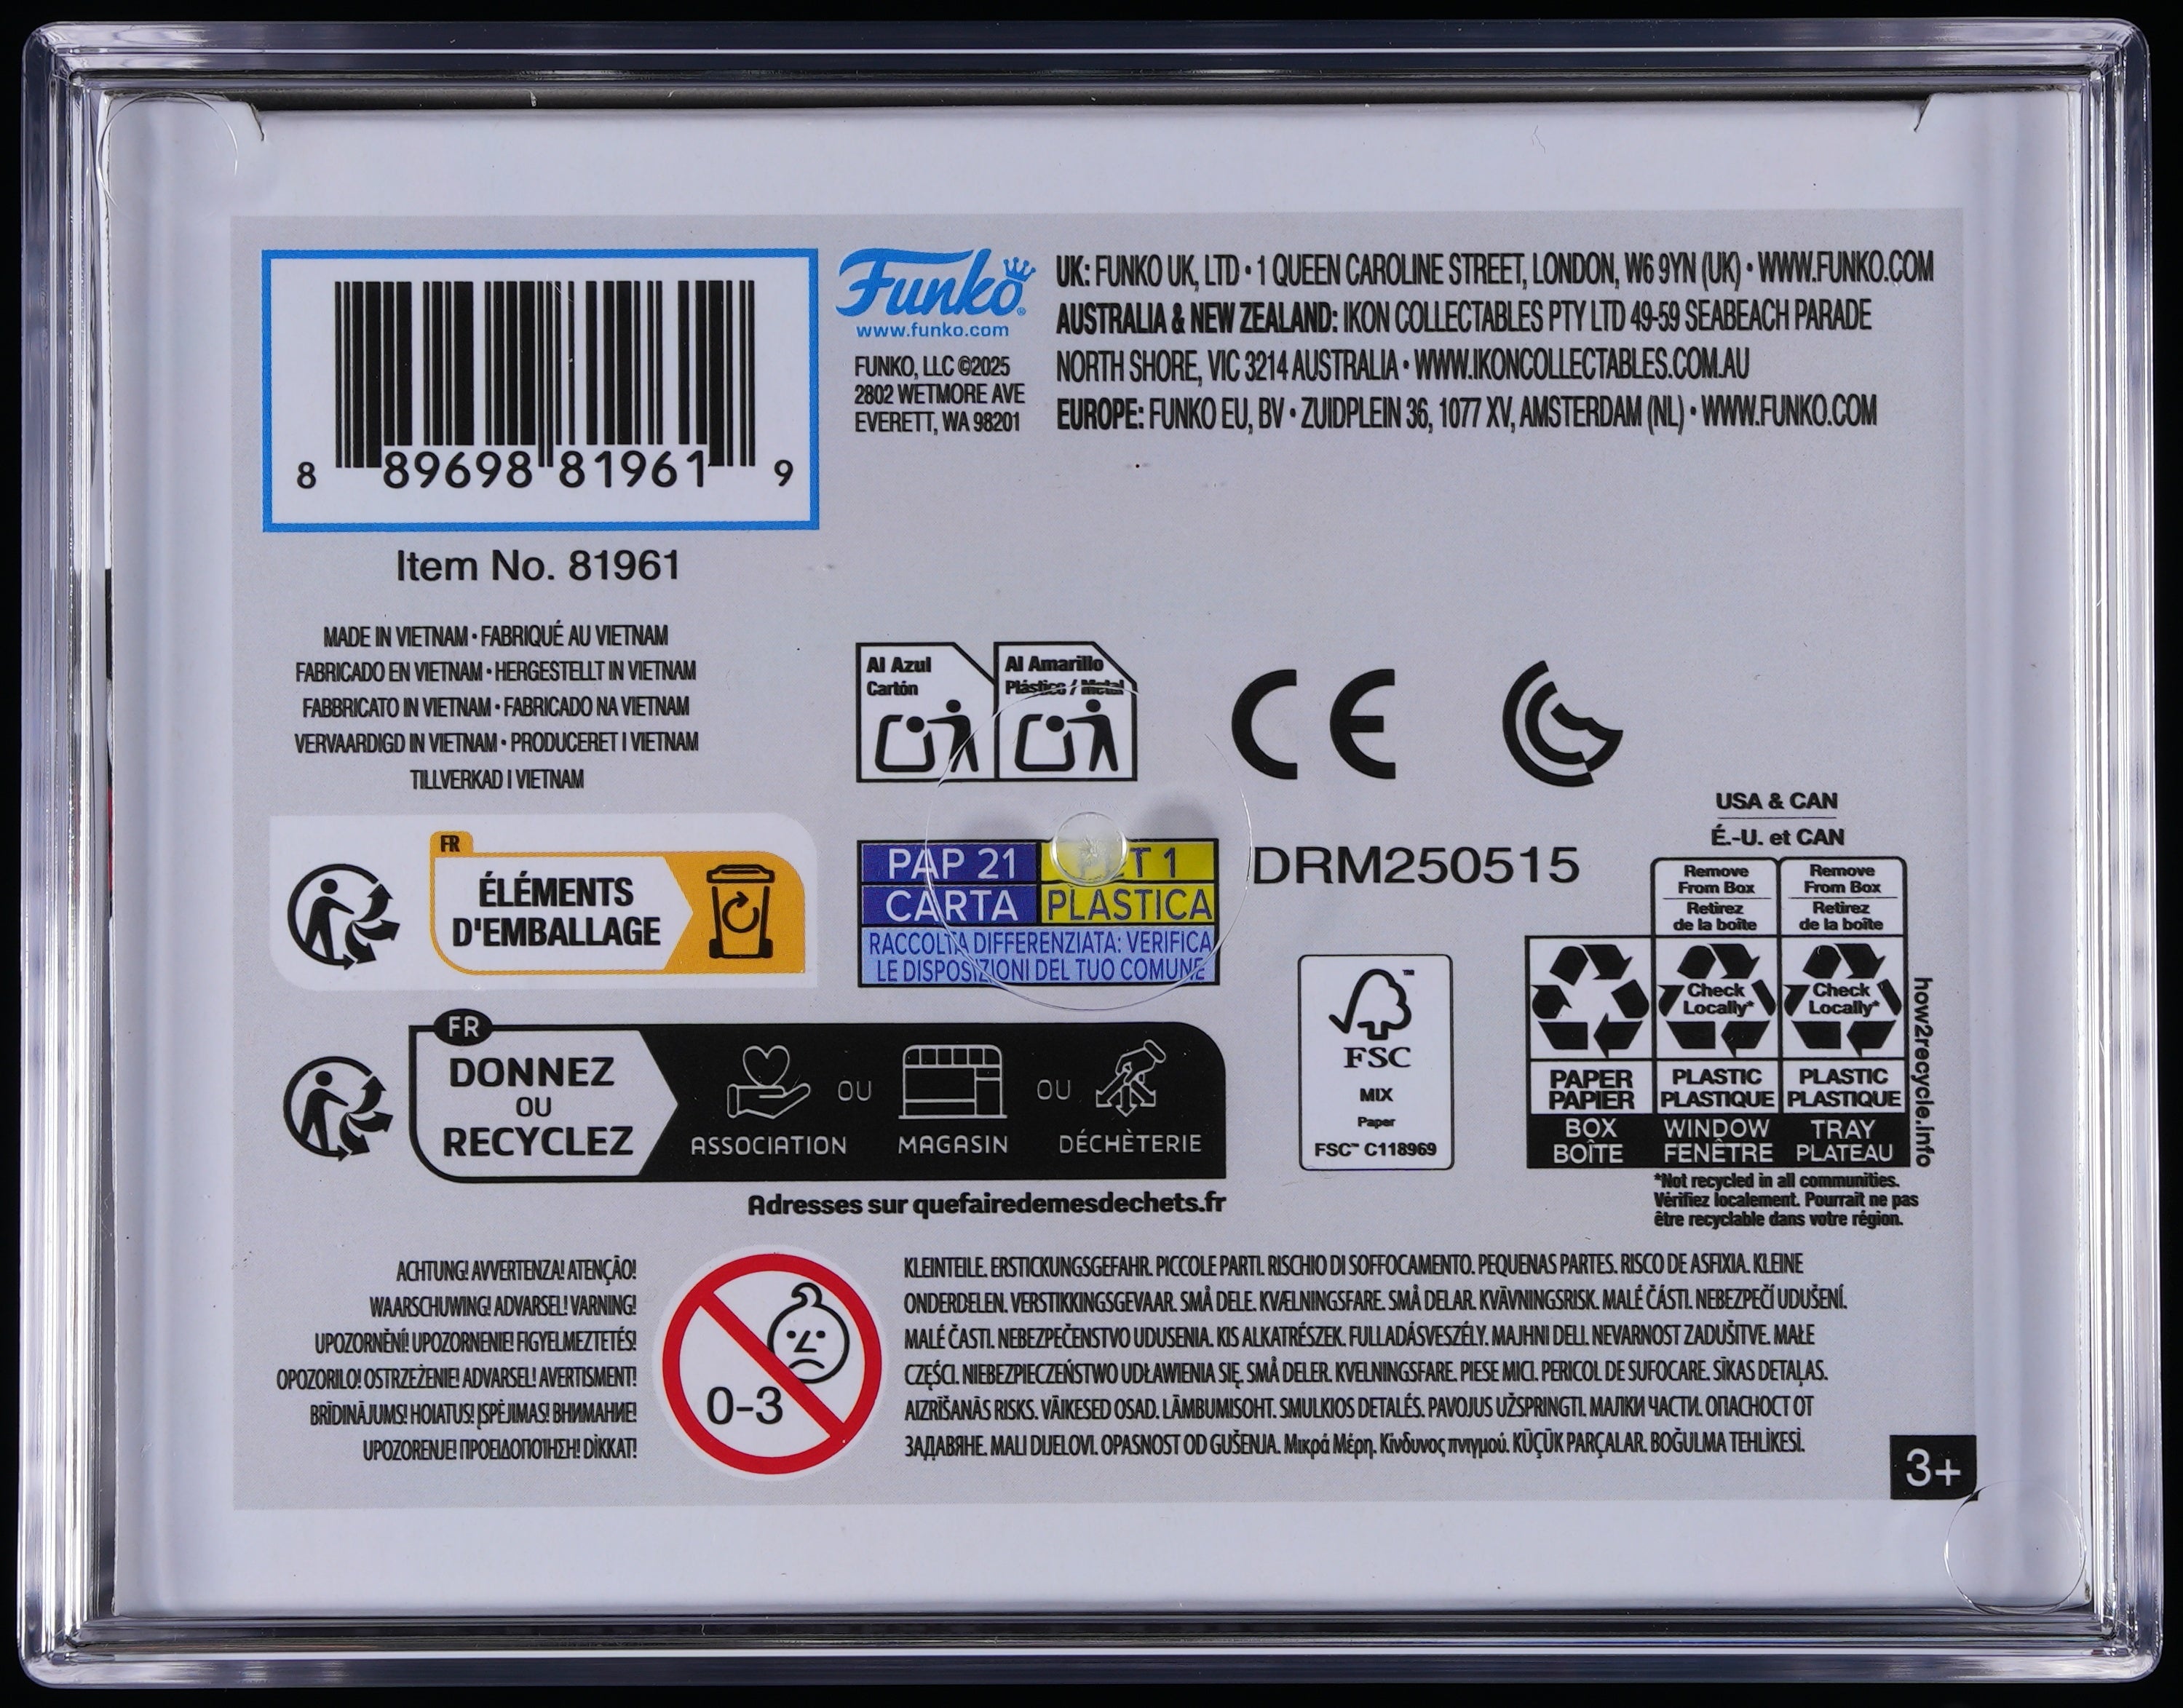 8 89698 81961 9
Item No. 81961
Funko®
www.funko.com
FUNKO, LLC ©2025
2802 WETMORE AVE
EVERETT, WA 98201
UK: FUNKO UK, LTD • 1 QUEEN CAROLINE STREET, LONDON, W6 9YN (UK) • WWW.FUNKO.COM
AUSTRALIA & NEW ZEALAND: IKON COLLECTABLES PTY LTD 49-59 SEABEACH PARADE
NORTH SHORE, VIC 3214 AUSTRALIA • WWW.IKONCOLLECTABLES.COM.AU
EUROPE: FUNKO EU, BV • ZUIDPLEIN 36, 1077 XV, AMSTERDAM (NL) • WWW.FUNKO.COM
MADE IN VIETNAM • FABRIQUÉ AU VIETNAM
FABRICADO EN VIETNAM • HERGESTELLT IN VIETNAM
FABBRICATO IN VIETNAM • FABRICADO NA VIETNAM
VERVAARDIGD IN VIETNAM • PRODUCERET I VIETNAM
TILLVERKAD I VIETNAM
Al Azul
Cartón
Al Amarillo
Plástico / Metal
CE
FR
ÉLÉMENTS
D'EMBALLAGE
PAP 21
CARTA
T 1
PLASTICA
RACCOLTA DIFFERENZIATA: VERIFICA
LE DISPOSIZIONI DEL TUO COMUNE
DRM250515
USA & CAN
É.-U. et CAN
Remove
From Box
Retirez
de la boîte
Remove
From Box
Retirez
de la boîte
Check
Locally*
Check
Locally*
PAPER
PAPIER
PLASTIC
PLASTIQUE
PLASTIC
PLASTIQUE
BOX
BOÎTE
WINDOW
FENÊTRE
TRAY
PLATEAU
how2recycle.info
*Not recycled in all communities.
Vérifiez localement. Pourrait ne pas
être recyclable dans votre région.
FSC
™
MIX
Paper
FSC™ C118969
FR
DONNEZ
OU
RECYCLEZ
ASSOCIATION
OU
MAGASIN
OU
DÉCHÈTERIE
Adresses sur quefairedemesdechets.fr
ACHTUNG! AVVERTENZA! ATENÇÃO!
WAARSCHUWING! ADVARSEL! VARNING!
UPOZORNĚNÍ! UPOZORNENIE! FIGYELMEZTETÉS!
OPOZORILO! OSTRZEŻENIE! ADVARSEL! AVERTISMENT!
BRĪDINĀJUMS! HOIATUS! ĮSPĖJIMAS! ВНИМАНИЕ!
UPOZORENJE! ΠΡΟΕΙΔΟΠΟΙΗΣΗ! DİKKAT!
0-3
KLEINTEILE. ERSTICKUNGSGEFAHR. PICCOLE PARTI. RISCHIO DI SOFFOCAMENTO. PEQUENAS PARTES. RISCO DE ASFIXIA. KLEINE
ONDERDELEN. VERSTIKKINGSGEVAAR. SMÅ DELE. KVÆLNINGSFARE. SMÅ DELAR. KVÄVNINGSRISK. MALÉ ČÁSTI. NEBEZPEČÍ UDUŠENÍ.
MALÉ ČASTI. NEBEZPEČENSTVO UDUSENIA. KIS ALKATRÉSZEK. FULLADÁSVESZÉLY. MAJHNI DELI. NEVARNOST ZADUŠITVE. MAŁE
CZĘŚCI. NIEBEZPIECZEŃSTWO UDŁAWIENIA SIĘ. SMÅ DELER. KVELNINGSFARE. PIESE MICI. PERICOL DE SUFOCARE. SĪKAS DETAĻAS.
AIZRĪŠANĀS RISKS. VÄIKESED OSAD. LÄMBUMISOHT. SMULKIOS DETALĖS. PAVOJUS UŽSPRINGTI. МАЛКИ ЧАСТИ. ОПАСНОСТ ОТ
ЗАДАВЯНЕ. MALI DIJELOVI. OPASNOST OD GUŠENJA. Μικρά Μέρη. Κίνδυνος πνιγμού. KÜÇÜK PARÇALAR. BOĞULMA TEHLİKESİ.
3+